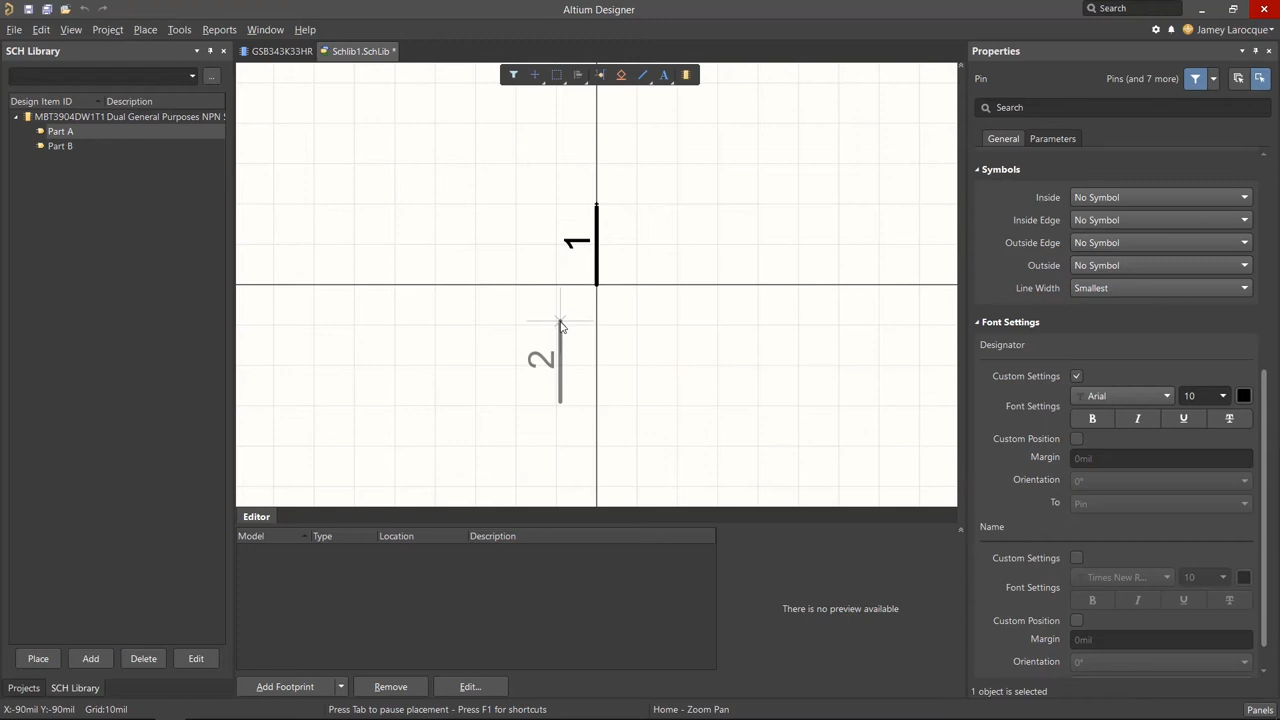 Altium Designer
Search
File Edit View Project Place Tools Reports Window Help
Jamey Larocque
SCH Library
GSB343K33HR
Schlib1.SchLib *
Properties
Pin
Pins (and 7 more)
...
Search
Design Item ID
Description
MBT3904DW1T1 Dual General Purposes NPN S
Part A
Part B
General
Parameters
Symbols
Inside
No Symbol
Inside Edge
No Symbol
Outside Edge
No Symbol
Outside
No Symbol
Line Width
Smallest
1
2
Font Settings
Designator
Custom Settings
Font Settings
Arial
10
B I U T
Custom Position
Margin
0mil
Orientation
0°
To
Pin
Name
Custom Settings
Font Settings
Times New R...
10
B I U T
Custom Position
Margin
0mil
Orientation
0°
Editor
Model
Type
Location
Description
There is no preview available
Place
Add
Delete
Edit
Add Footprint
Remove
Edit...
Projects
SCH Library
1 object is selected
X:-90mil Y:-90mil Grid:10mil
Press Tab to pause placement - Press F1 for shortcuts
Home - Zoom Pan
Panels